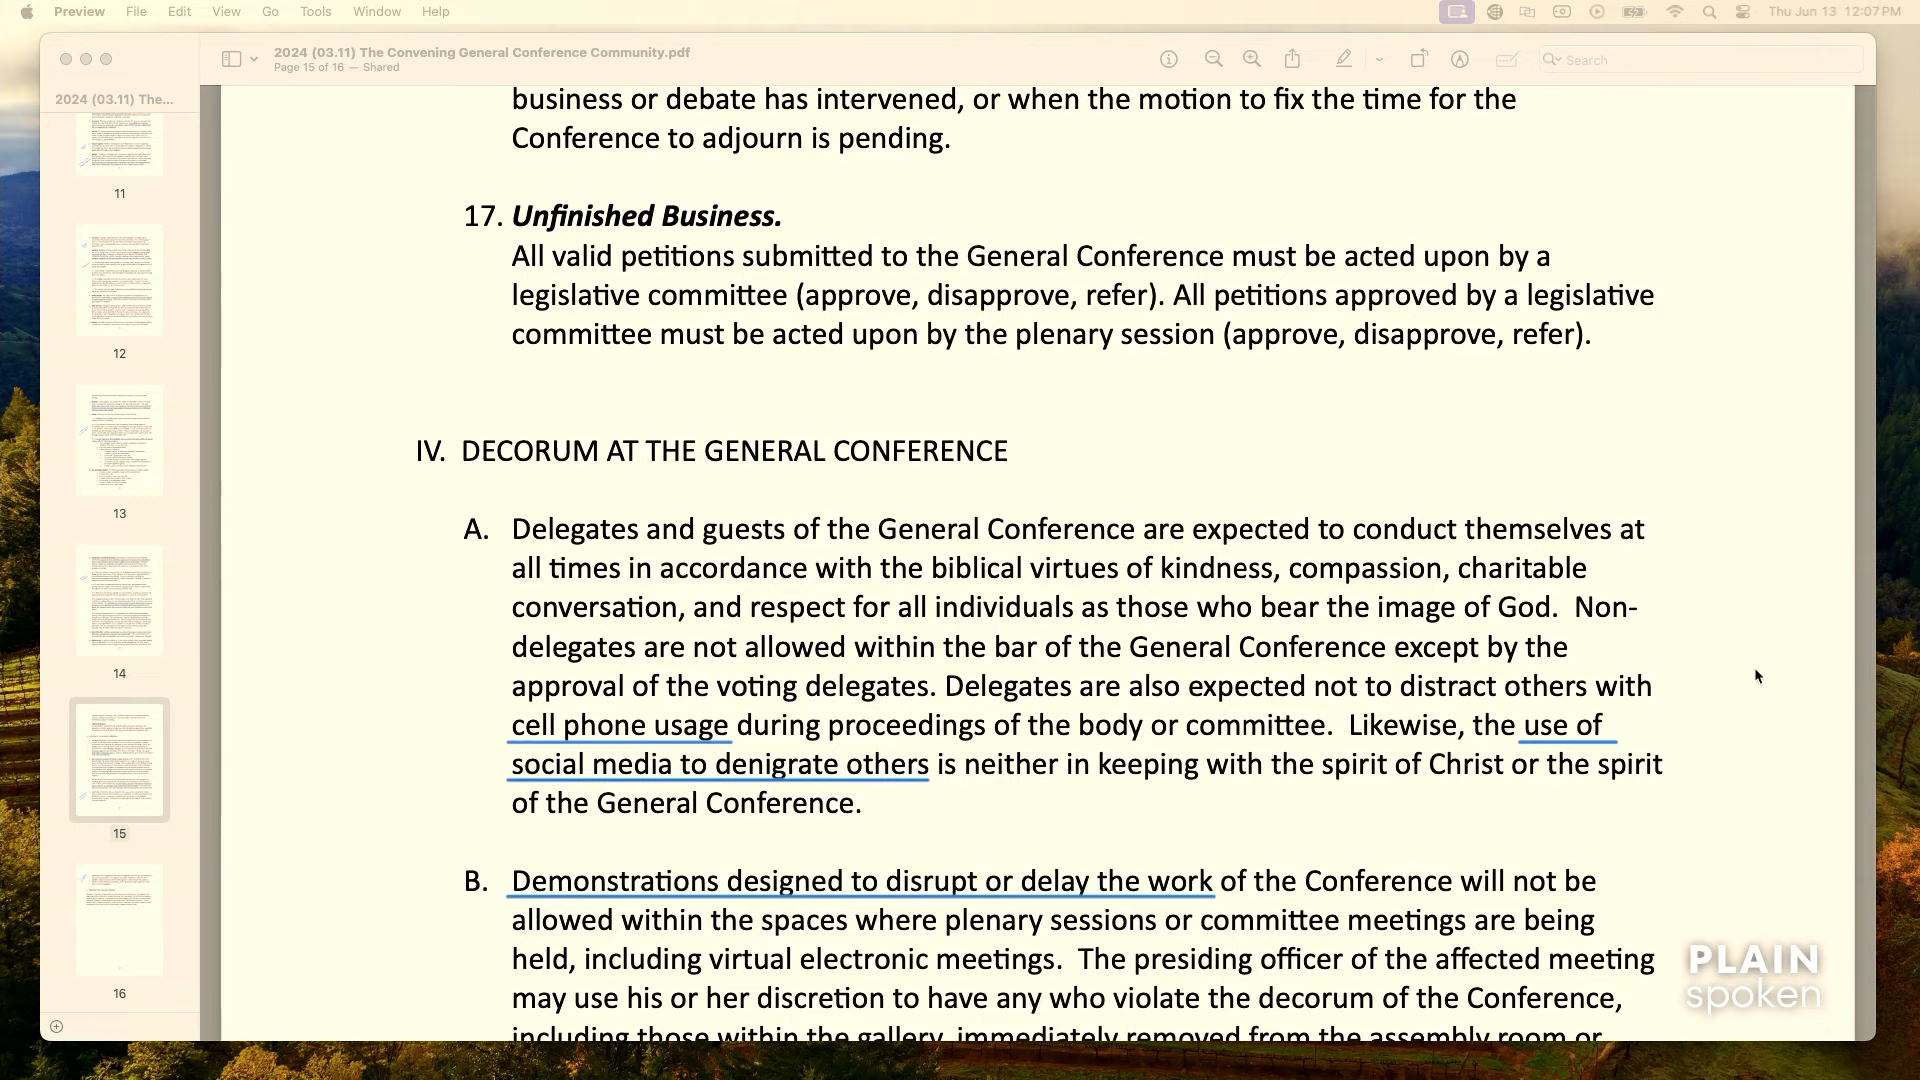 Preview File Edit View Go Tools Window Help Thu Jun 13 12:07 PM
2024 (03.11) The Convening General Conference Community.pdf
Page 15 of 16 — Shared
Search
2024 (03.11) The...
11
12
13
14
15
16
business or debate has intervened, or when the motion to fix the time for the
Conference to adjourn is pending.
17. Unfinished Business.
All valid petitions submitted to the General Conference must be acted upon by a
legislative committee (approve, disapprove, refer). All petitions approved by a legislative
committee must be acted upon by the plenary session (approve, disapprove, refer).
IV. DECORUM AT THE GENERAL CONFERENCE
A. Delegates and guests of the General Conference are expected to conduct themselves at
all times in accordance with the biblical virtues of kindness, compassion, charitable
conversation, and respect for all individuals as those who bear the image of God. Non-
delegates are not allowed within the bar of the General Conference except by the
approval of the voting delegates. Delegates are also expected not to distract others with
cell phone usage during proceedings of the body or committee. Likewise, the use of
social media to denigrate others is neither in keeping with the spirit of Christ or the spirit
of the General Conference.
B. Demonstrations designed to disrupt or delay the work of the Conference will not be
allowed within the spaces where plenary sessions or committee meetings are being
held, including virtual electronic meetings. The presiding officer of the affected meeting
may use his or her discretion to have any who violate the decorum of the Conference,
including those within the gallery, immediately removed from the assembly room or
PLAIN
spoken